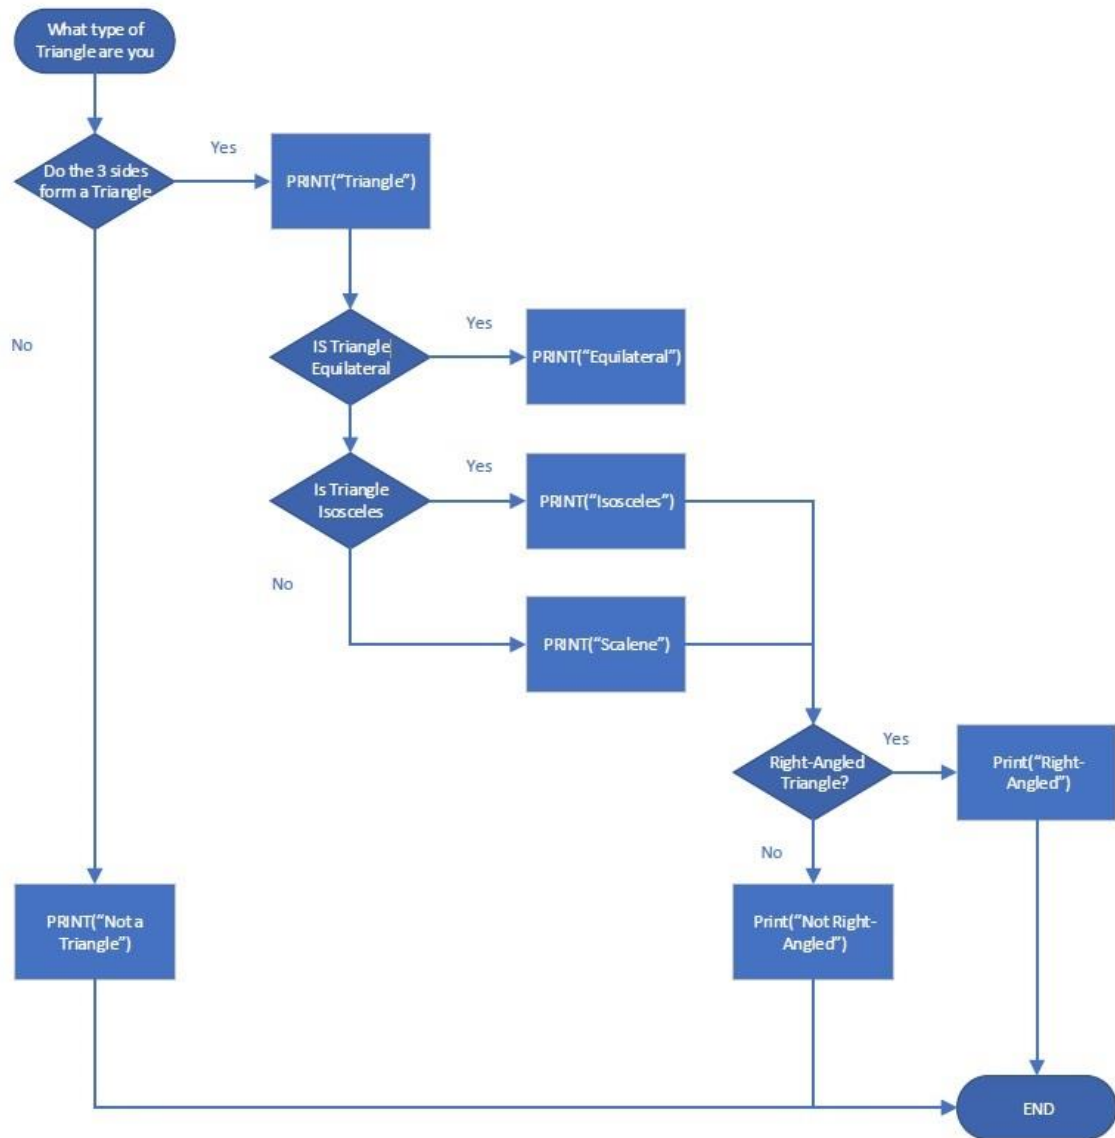 What type of
Triangle are you
Yes
Do the 3 sides
form a Triangle
PRINT(“Triangle”)
No
Yes
IS Triangle
Equilateral
PRINT(“Equilateral”)
Yes
Is Triangle
Isosceles
PRINT(“Isosceles”)
No
PRINT(“Scalene”)
Yes
Right-Angled
Triangle?
Print(“Right-
Angled”)
No
PRINT(“Not a
Triangle”)
Print(“Not Right-
Angled”)
END